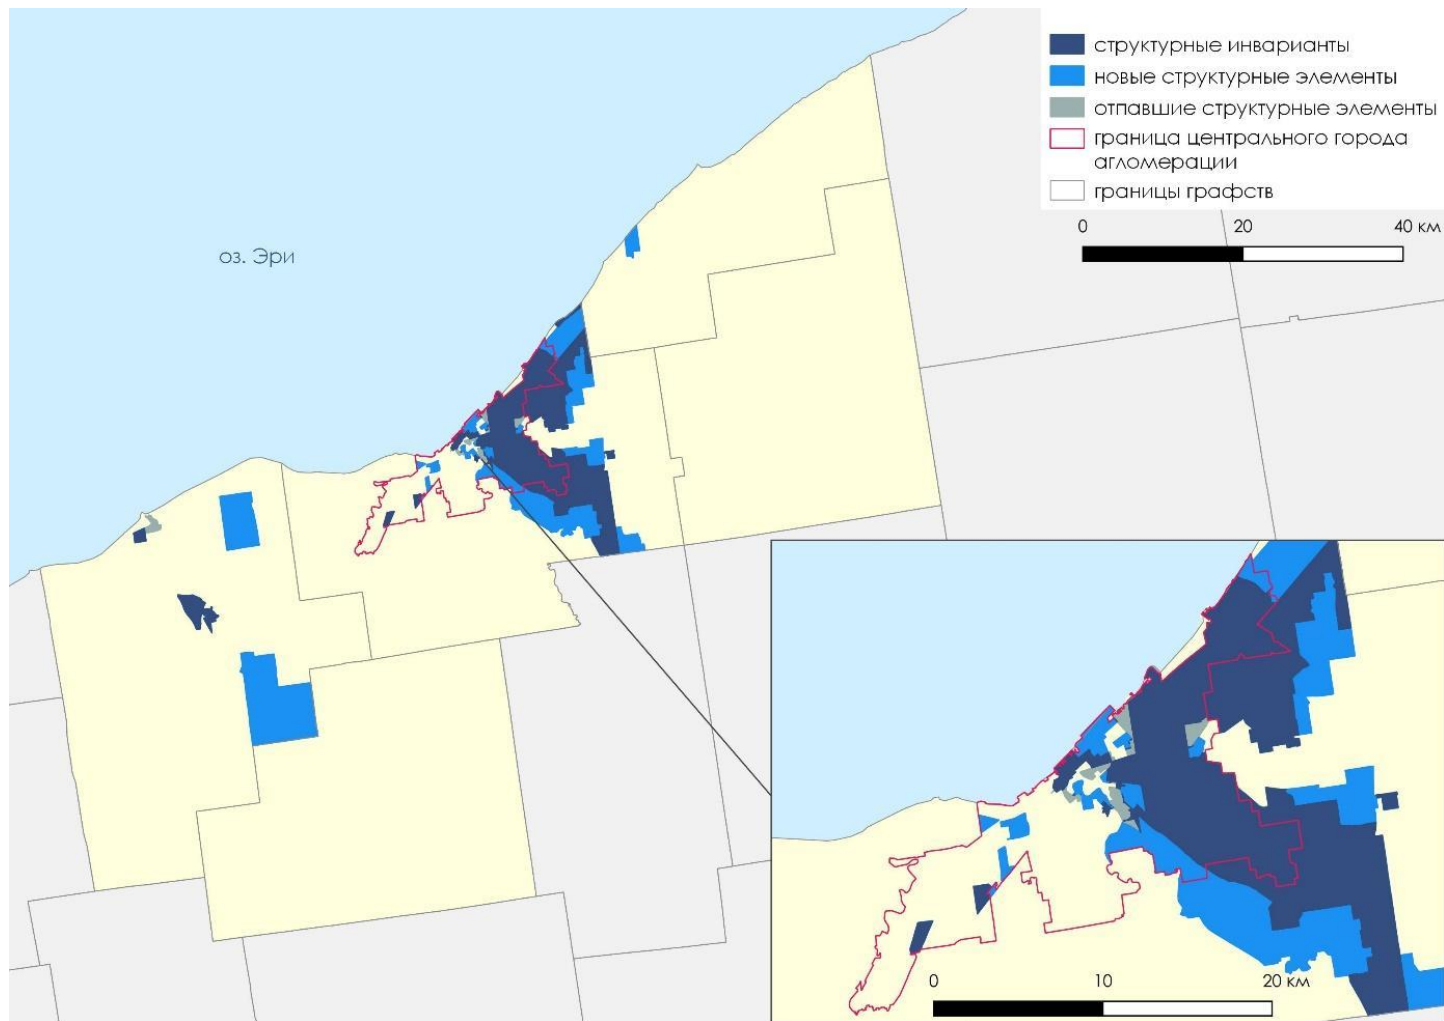 структурные инварианты
новые структурные элементы
отпавшие структурные элементы
граница центрального города
агломерации
границы графств
0 20 40 км
оз. Эри
0 10 20 км